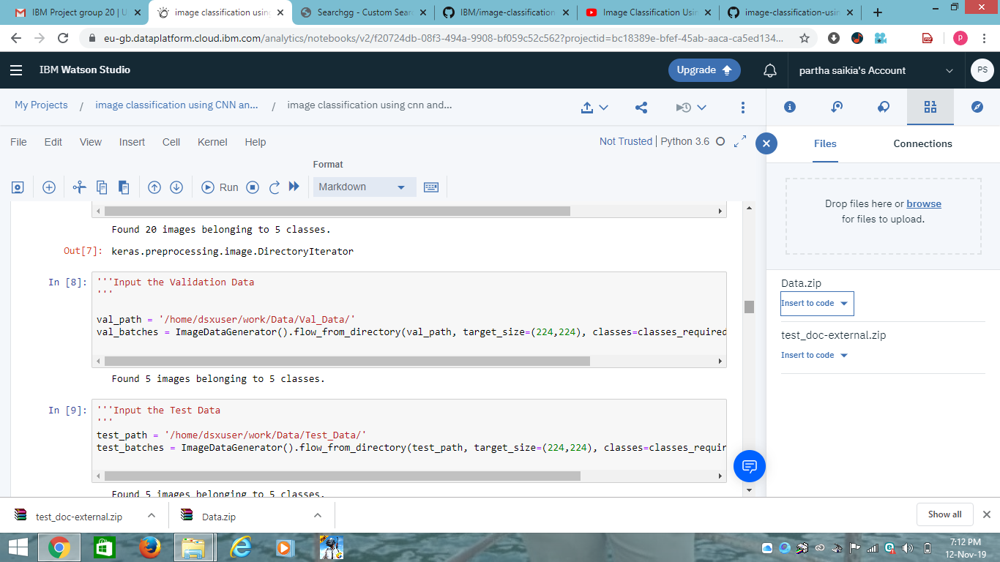 IBM Project group 20 | U
image classification using
Searchgg - Custom Sear
IBM/image-classification
Image Classification Usin
image-classification-usin
eu-gb.dataplatform.cloud.ibm.com/analytics/notebooks/v2/f20724db-08f3-494a-9908-bf059c52c562?projectid=bc18389e-bfef-45ab-aaca-ca5ed134...
P
IBM Watson Studio
Upgrade
partha saikia's Account
PS
My Projects / image classification using CNN an... / image classification using cnn and...
File Edit View Insert Cell Kernel Help
Not Trusted | Python 3.6
Files
Connections
Format
Run
Markdown
Drop files here or browse
for files to upload.
Found 20 images belonging to 5 classes.
Out[7]: keras.preprocessing.image.DirectoryIterator
In [8]: '''Input the Validation Data
'''
val_path = '/home/dsxuser/work/Data/Val_Data/'
val_batches = ImageDataGenerator().flow_from_directory(val_path, target_size=(224,224), classes=classes_required
Found 5 images belonging to 5 classes.
In [9]: '''Input the Test Data
'''
test_path = '/home/dsxuser/work/Data/Test_Data/'
test_batches = ImageDataGenerator().flow_from_directory(test_path, target_size=(224,224), classes=classes_requir
Found 5 images belonging to 5 classes.
Data.zip
Insert to code
test_doc-external.zip
Insert to code
test_doc-external.zip
Data.zip
Show all
7:12 PM
12-Nov-19